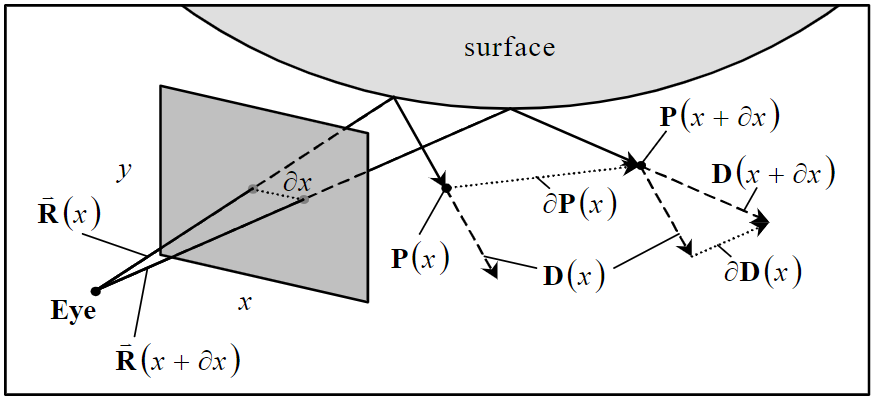 surface
P(x + ∂x)
y
∂x
D(x + ∂x)
R⃗(x)
∂P(x)
P(x)
D(x)
∂D(x)
x
Eye
R⃗(x + ∂x)